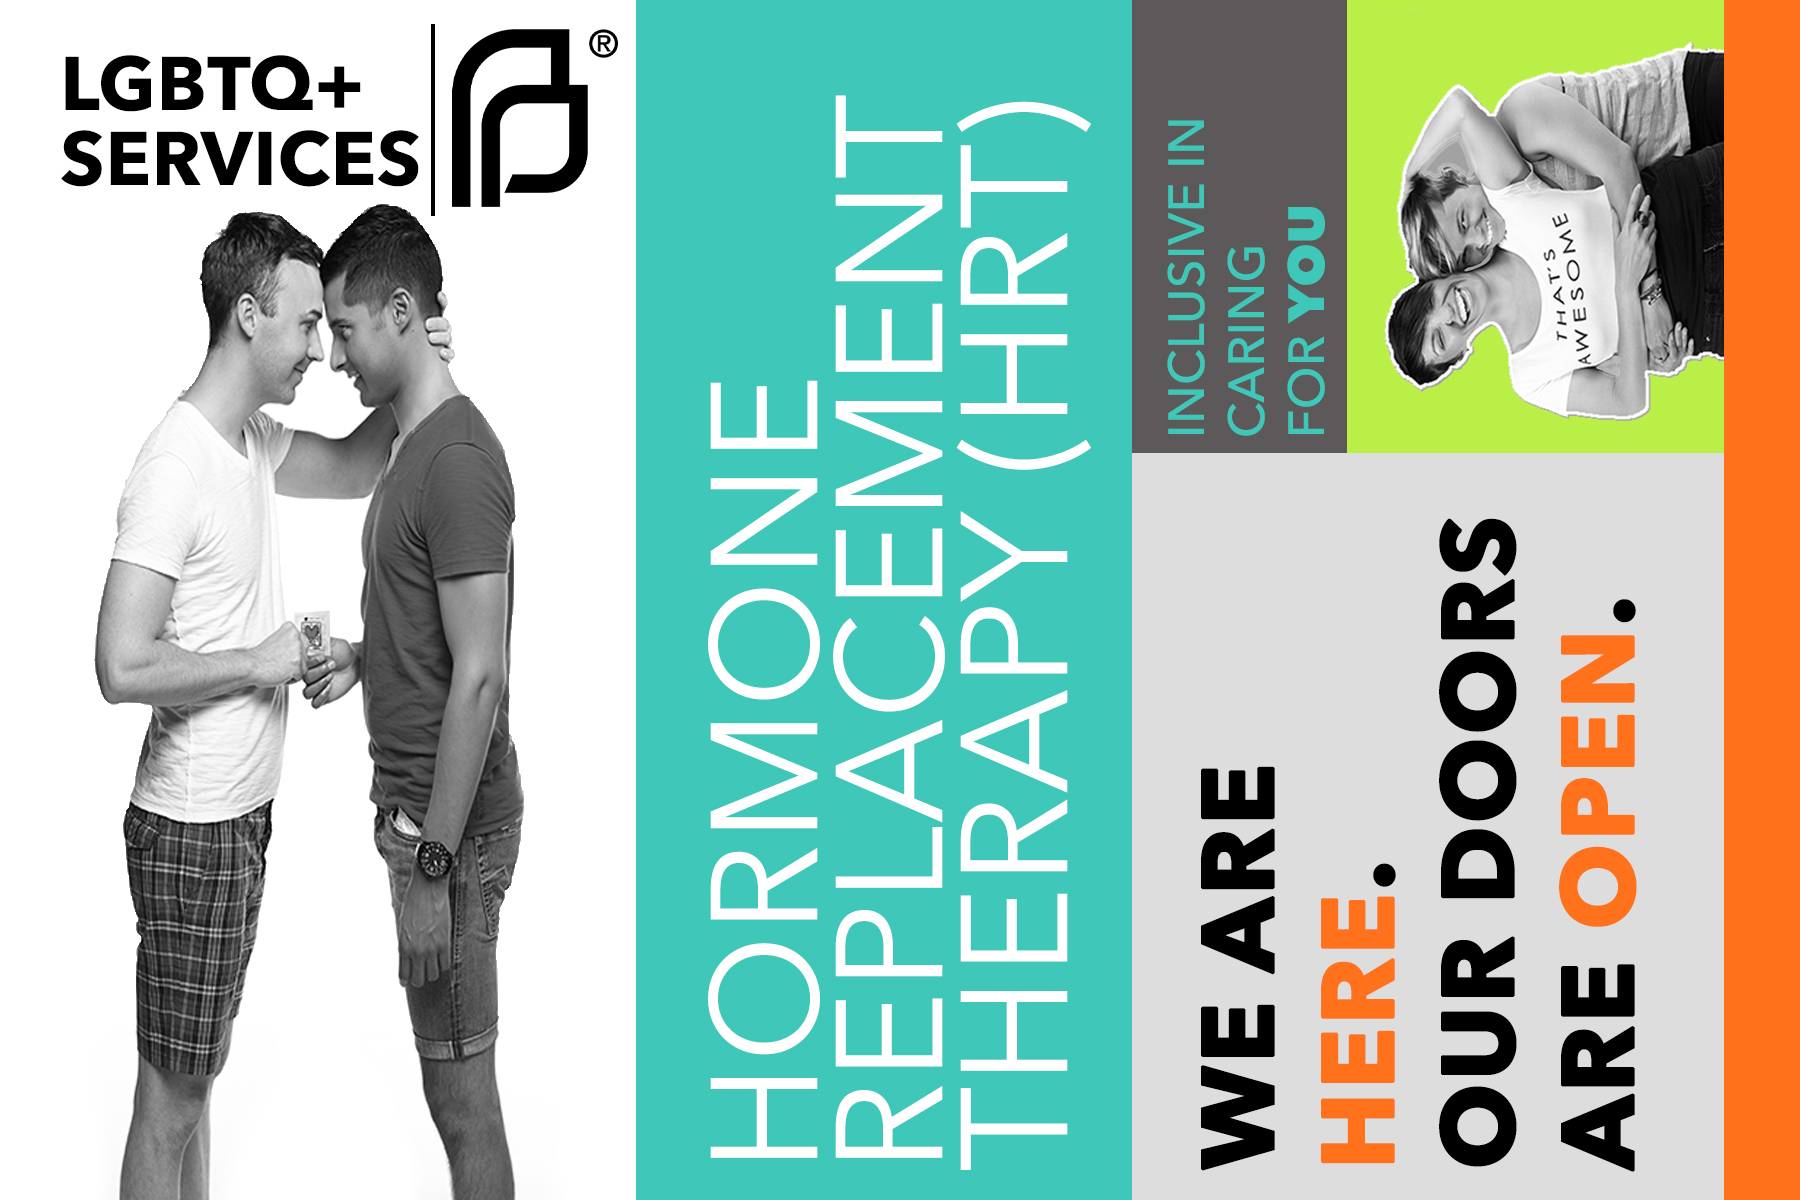 LGBTQ+
SERVICES
®
HORMONE
REPLACEMENT
THERAPY (HRT)
INCLUSIVE IN
CARING
FOR YOU
THAT'S
AWESOME
WE ARE
HERE.
OUR DOORS
ARE OPEN.